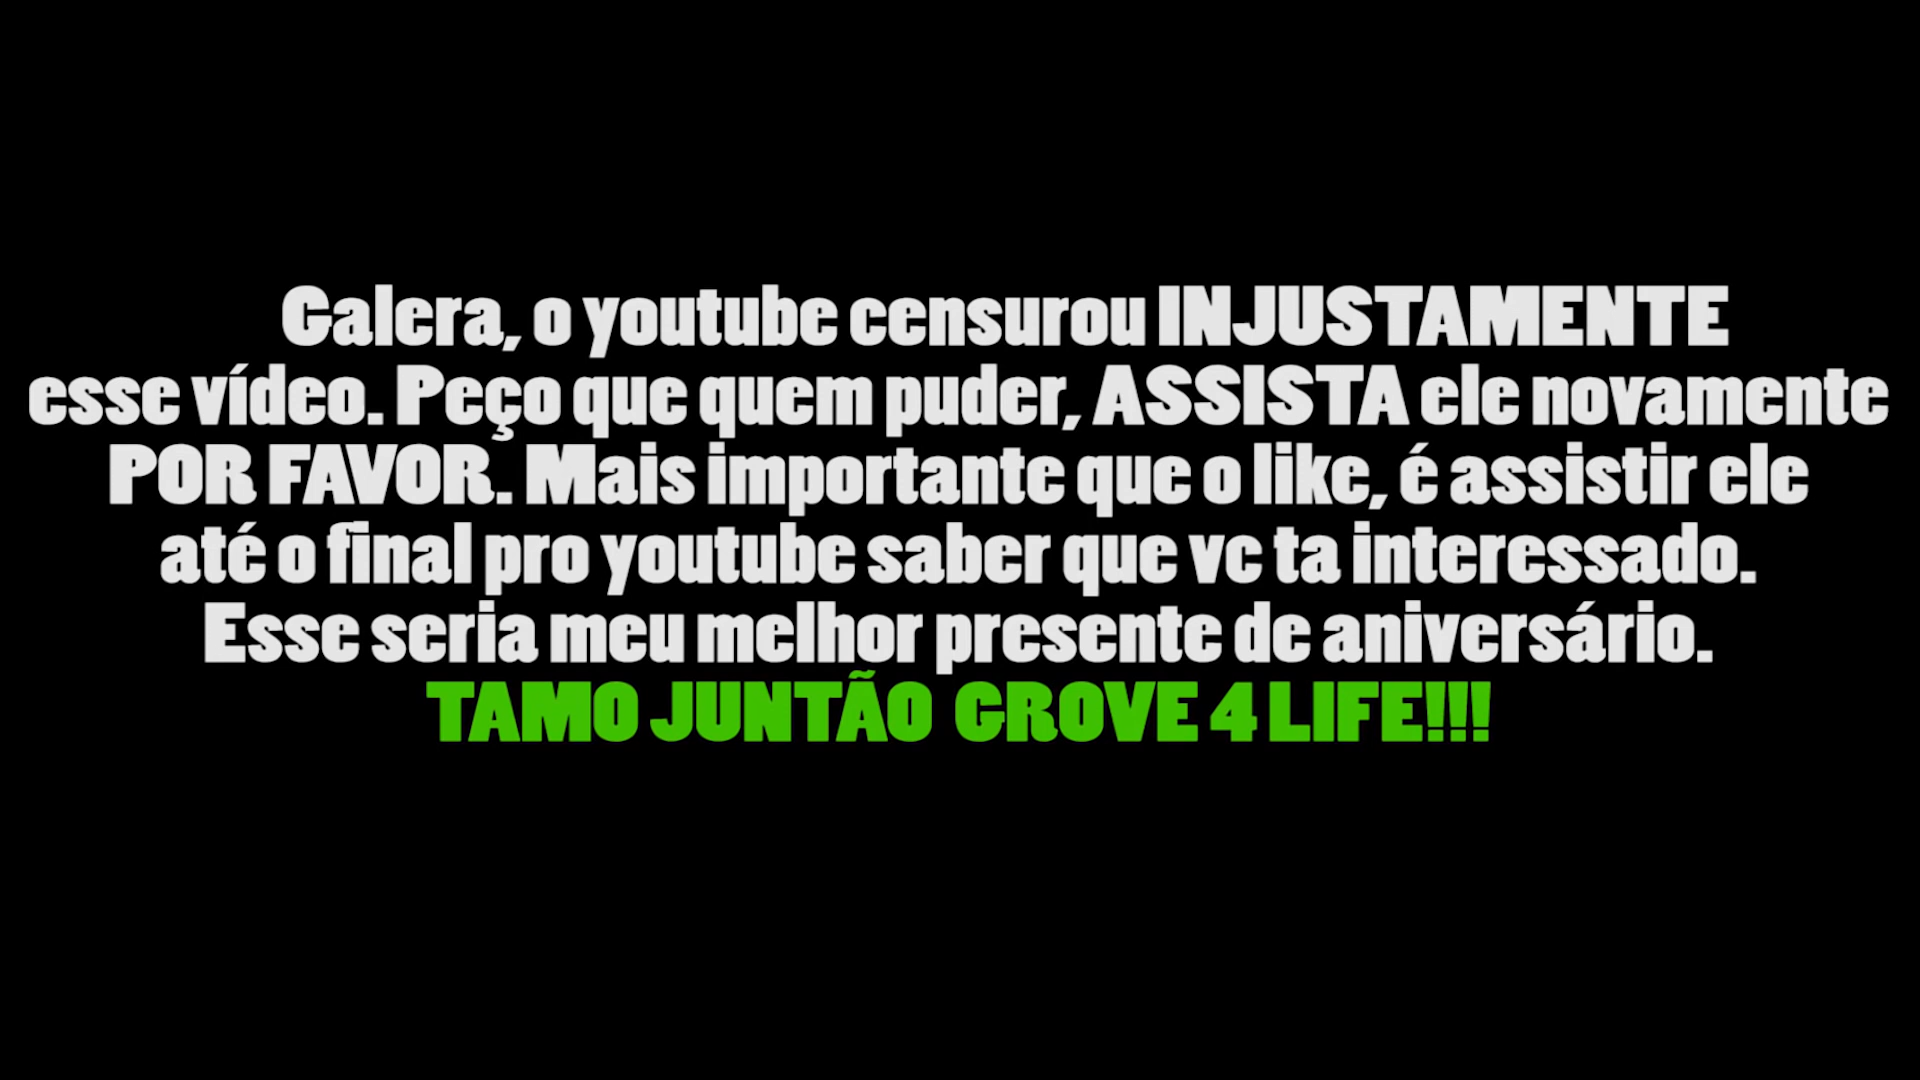 Galera, o youtube censurou INJUSTAMENTE
esse vídeo. Peço que quem puder, ASSISTA ele novamente
POR FAVOR. Mais importante que o like, é assistir ele
até o final pro youtube saber que vc ta interessado.
Esse seria meu melhor presente de aniversário.
TAMO JUNTÃO GROVE 4 LIFE!!!